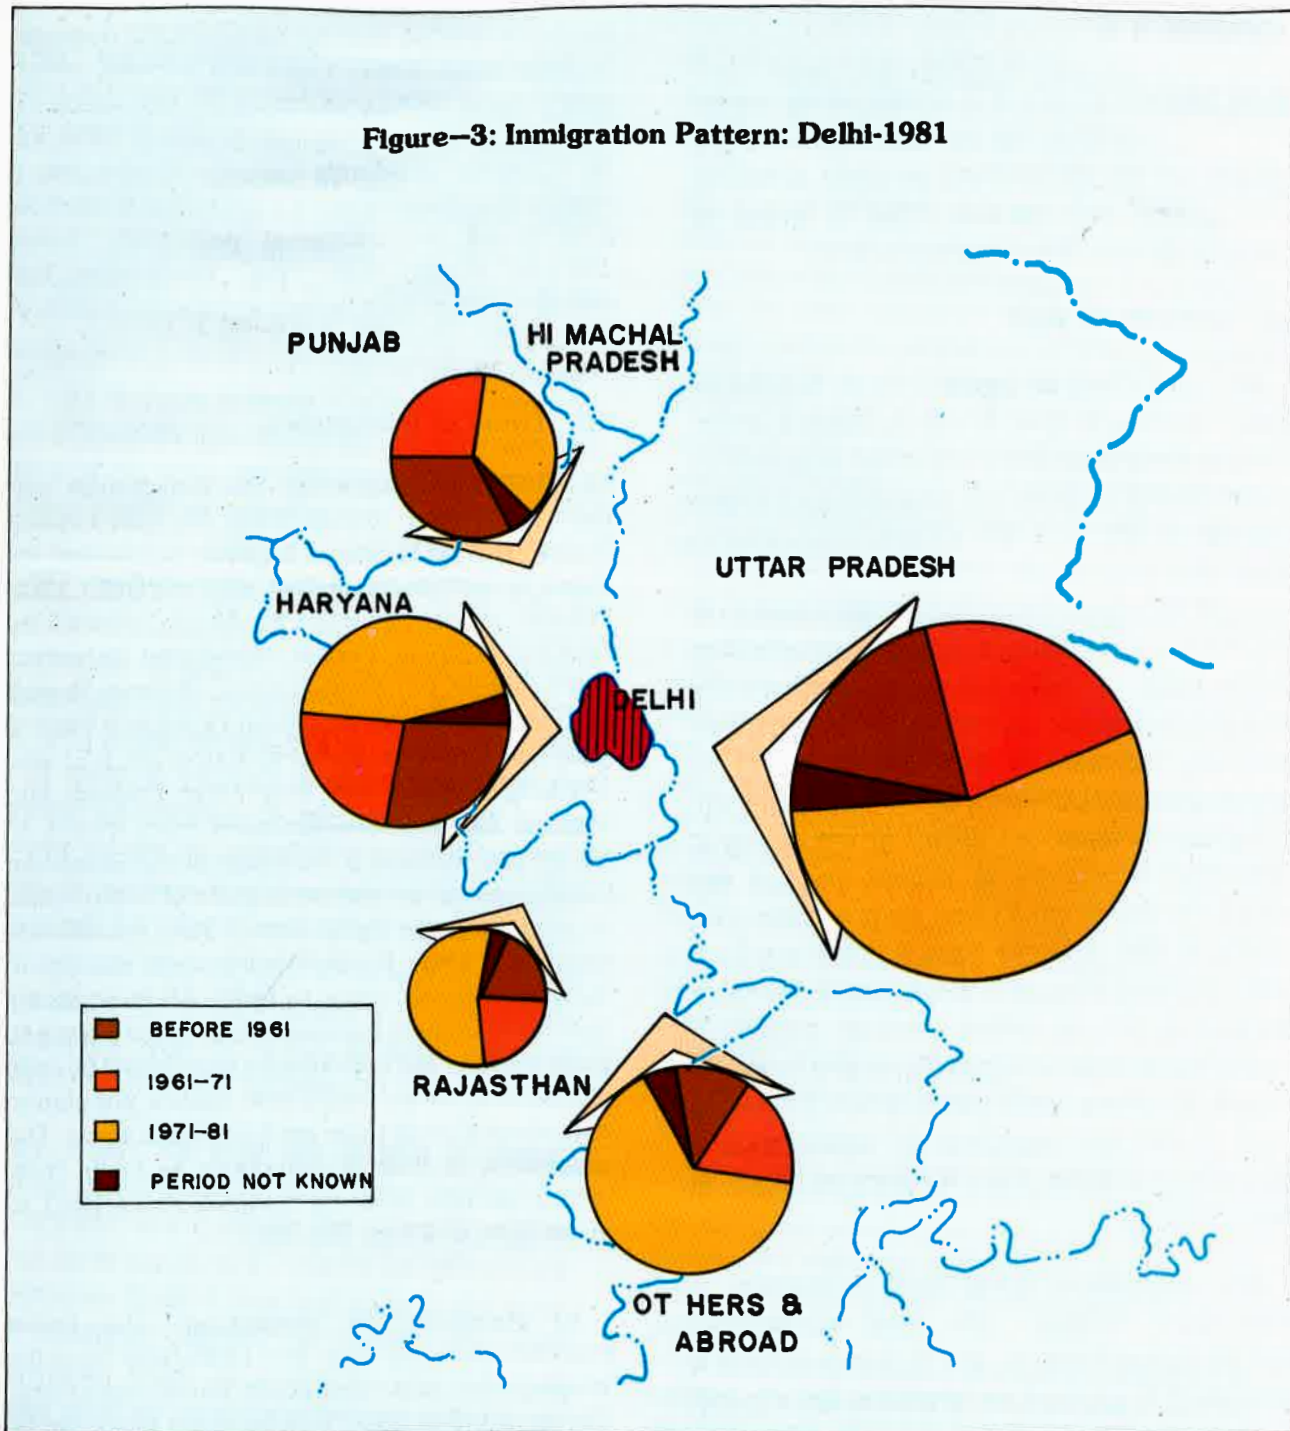 Figure—3: Inmigration Pattern: Delhi-1981
PUNJAB
HI MACHAL
PRADESH
UTTAR PRADESH
HARYANA
DELHI
BEFORE 1961
1961-71
1971-81
PERIOD NOT KNOWN
RAJASTHAN
OT HERS &
ABROAD